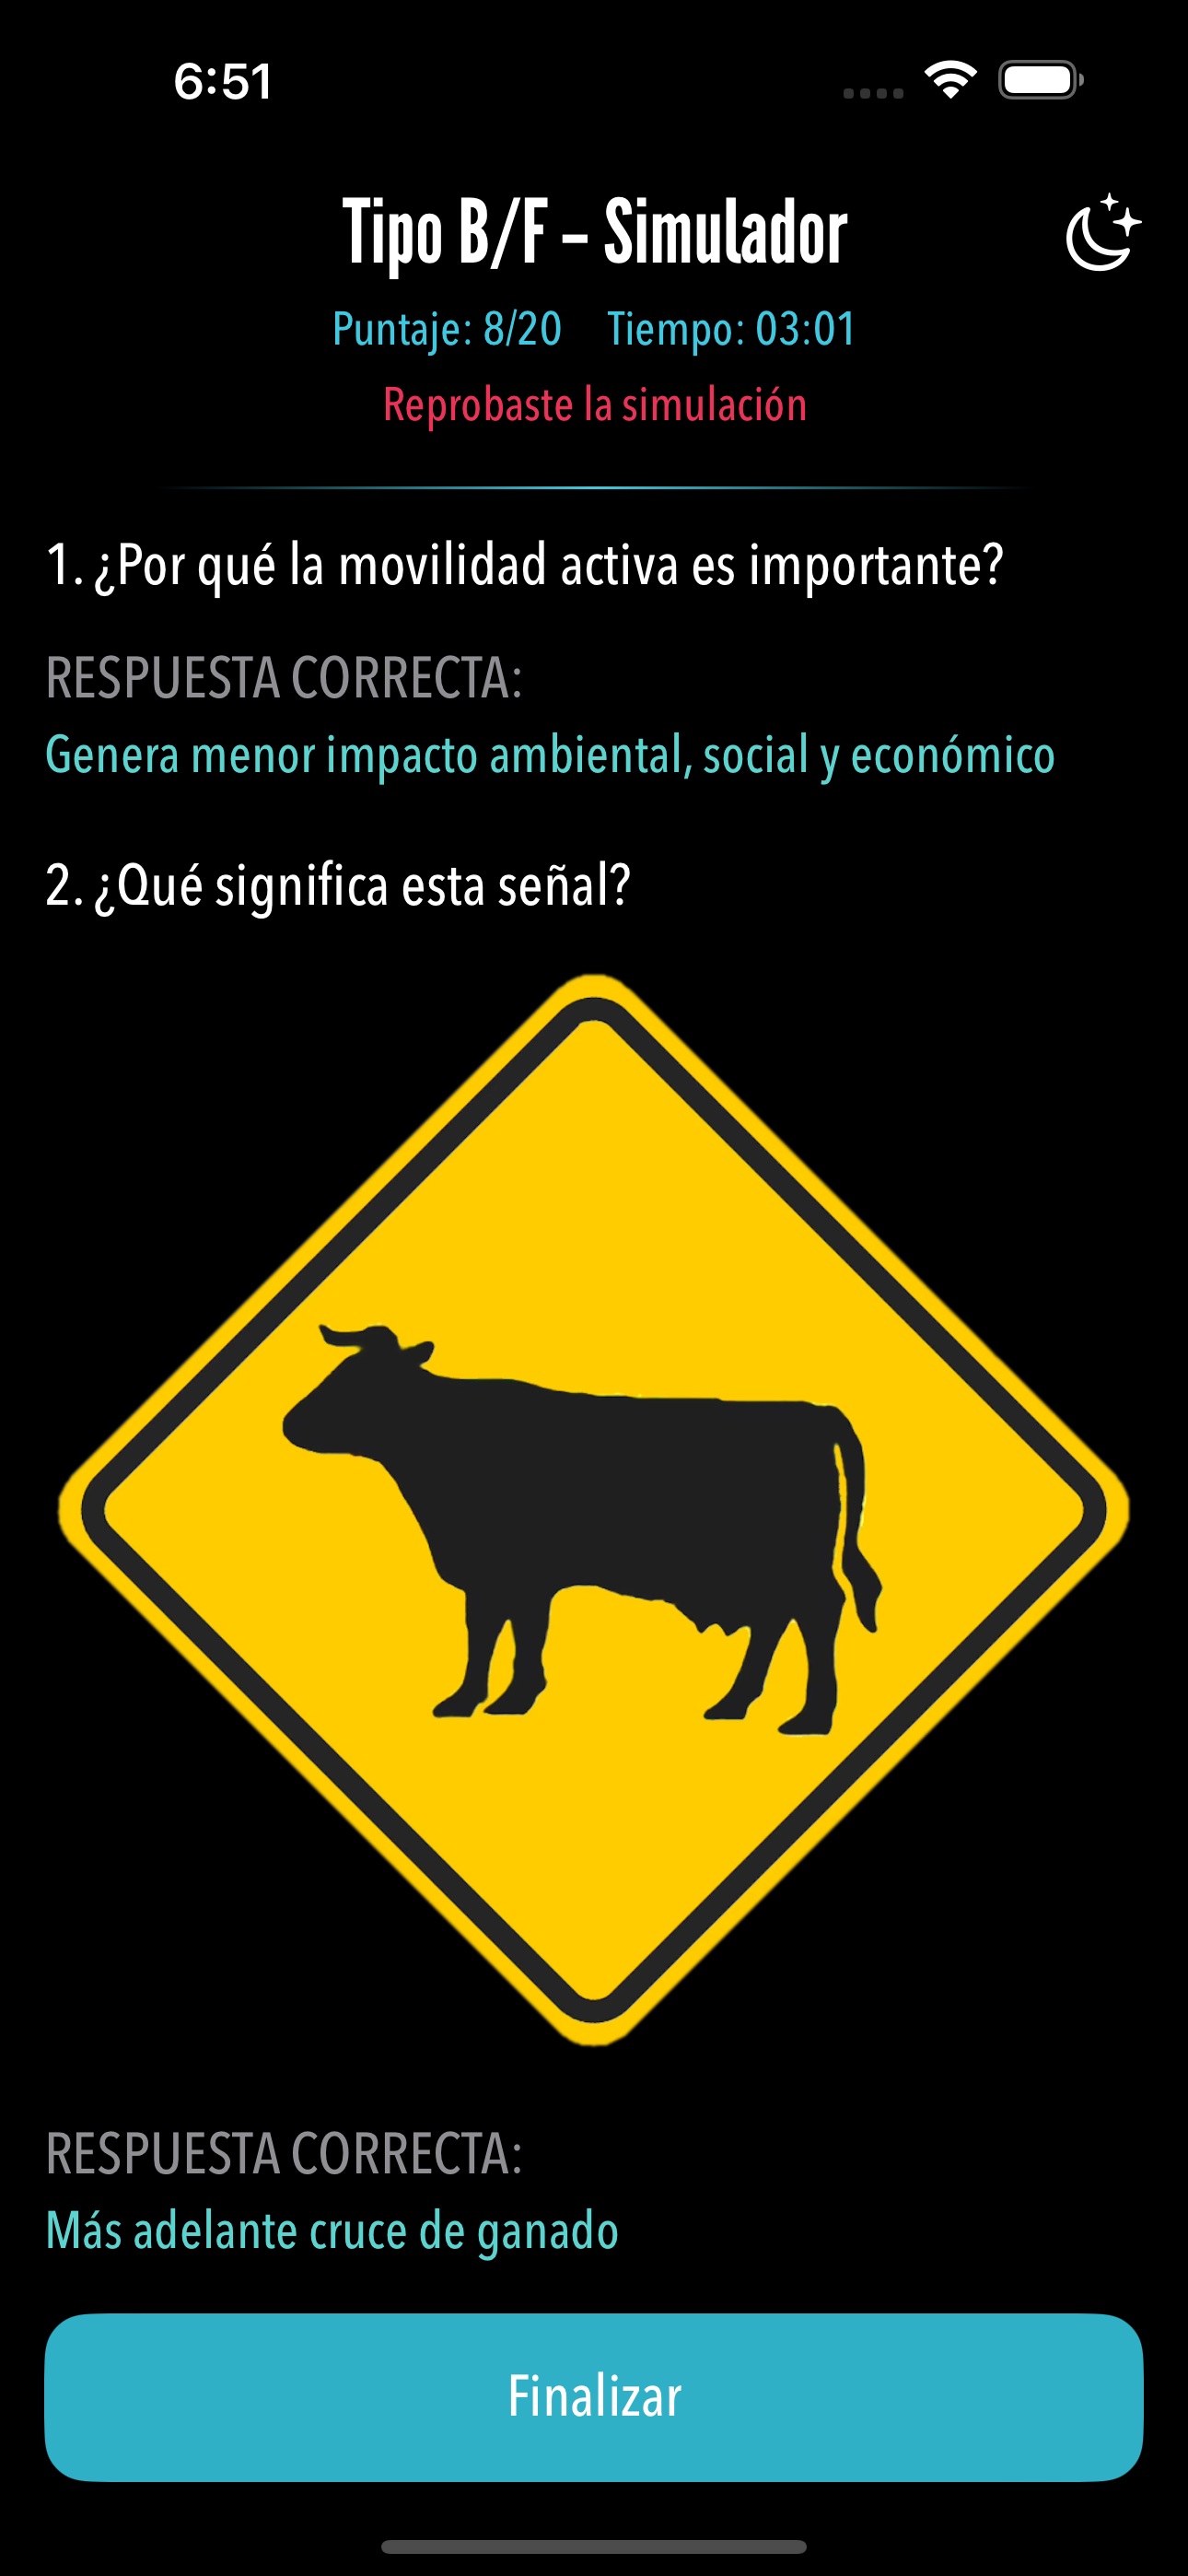 6:51
Tipo B/F – Simulador
Puntaje: 8/20 Tiempo: 03:01
Reprobaste la simulación
1. ¿Por qué la movilidad activa es importante?
RESPUESTA CORRECTA:
Genera menor impacto ambiental, social y económico
2. ¿Qué significa esta señal?
RESPUESTA CORRECTA:
Más adelante cruce de ganado
Finalizar